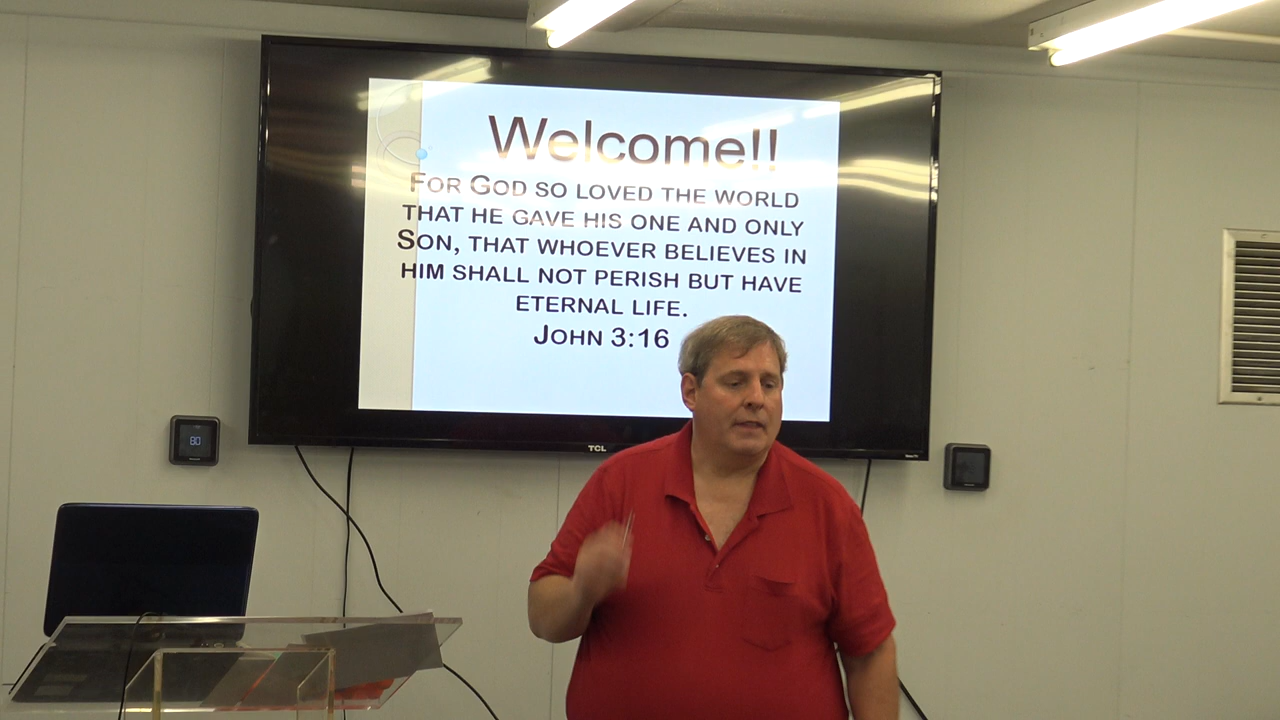 Welcome!!
For God so loved the world
that he gave his one and only
Son, that whoever believes in
him shall not perish but have
eternal life.
John 3:16
TCL
80